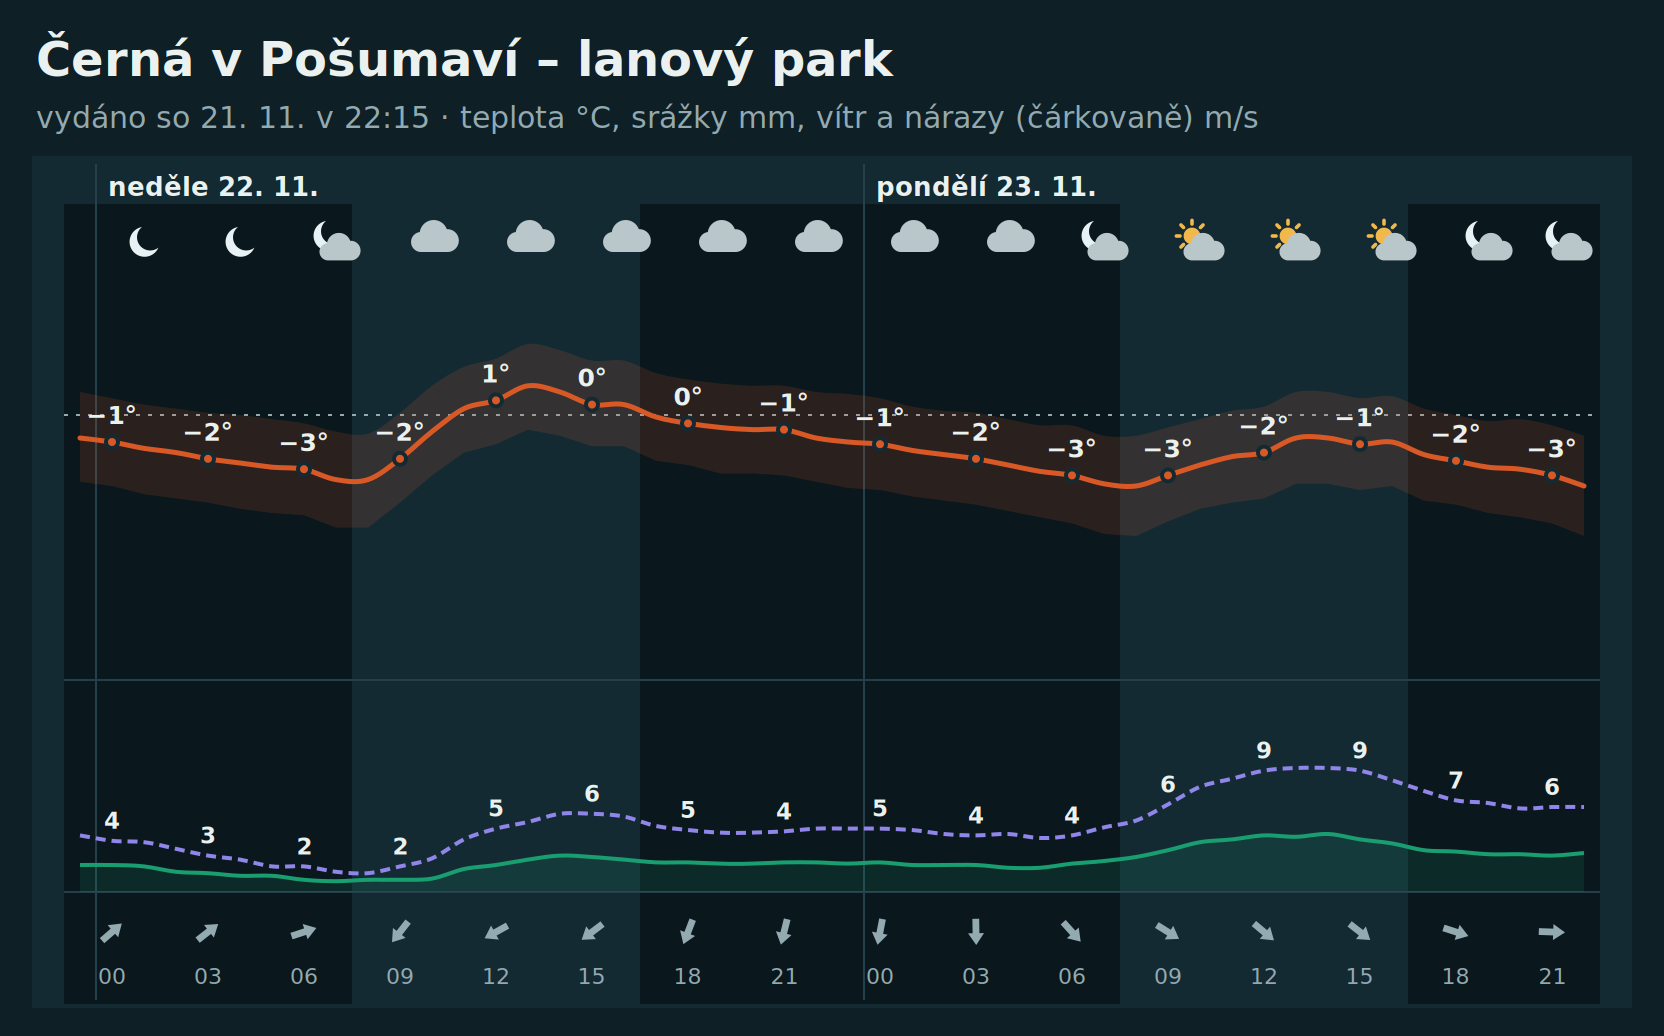 Černá v Pošumaví – lanový park
vydáno so 21. 11. v 22:15 · teplota °C, srážky mm, vítr a nárazy (čárkovaně) m/s
neděle 22. 11. pondělí 23. 11.
−1° −2° −3° −2° 1° 0° 0° −1° −1° −2° −3° −3° −2° −1° −2° −3°
4 3 2 2 5 6 5 4 5 4 4 6 9 9 7 6
00 03 06 09 12 15 18 21 00 03 06 09 12 15 18 21